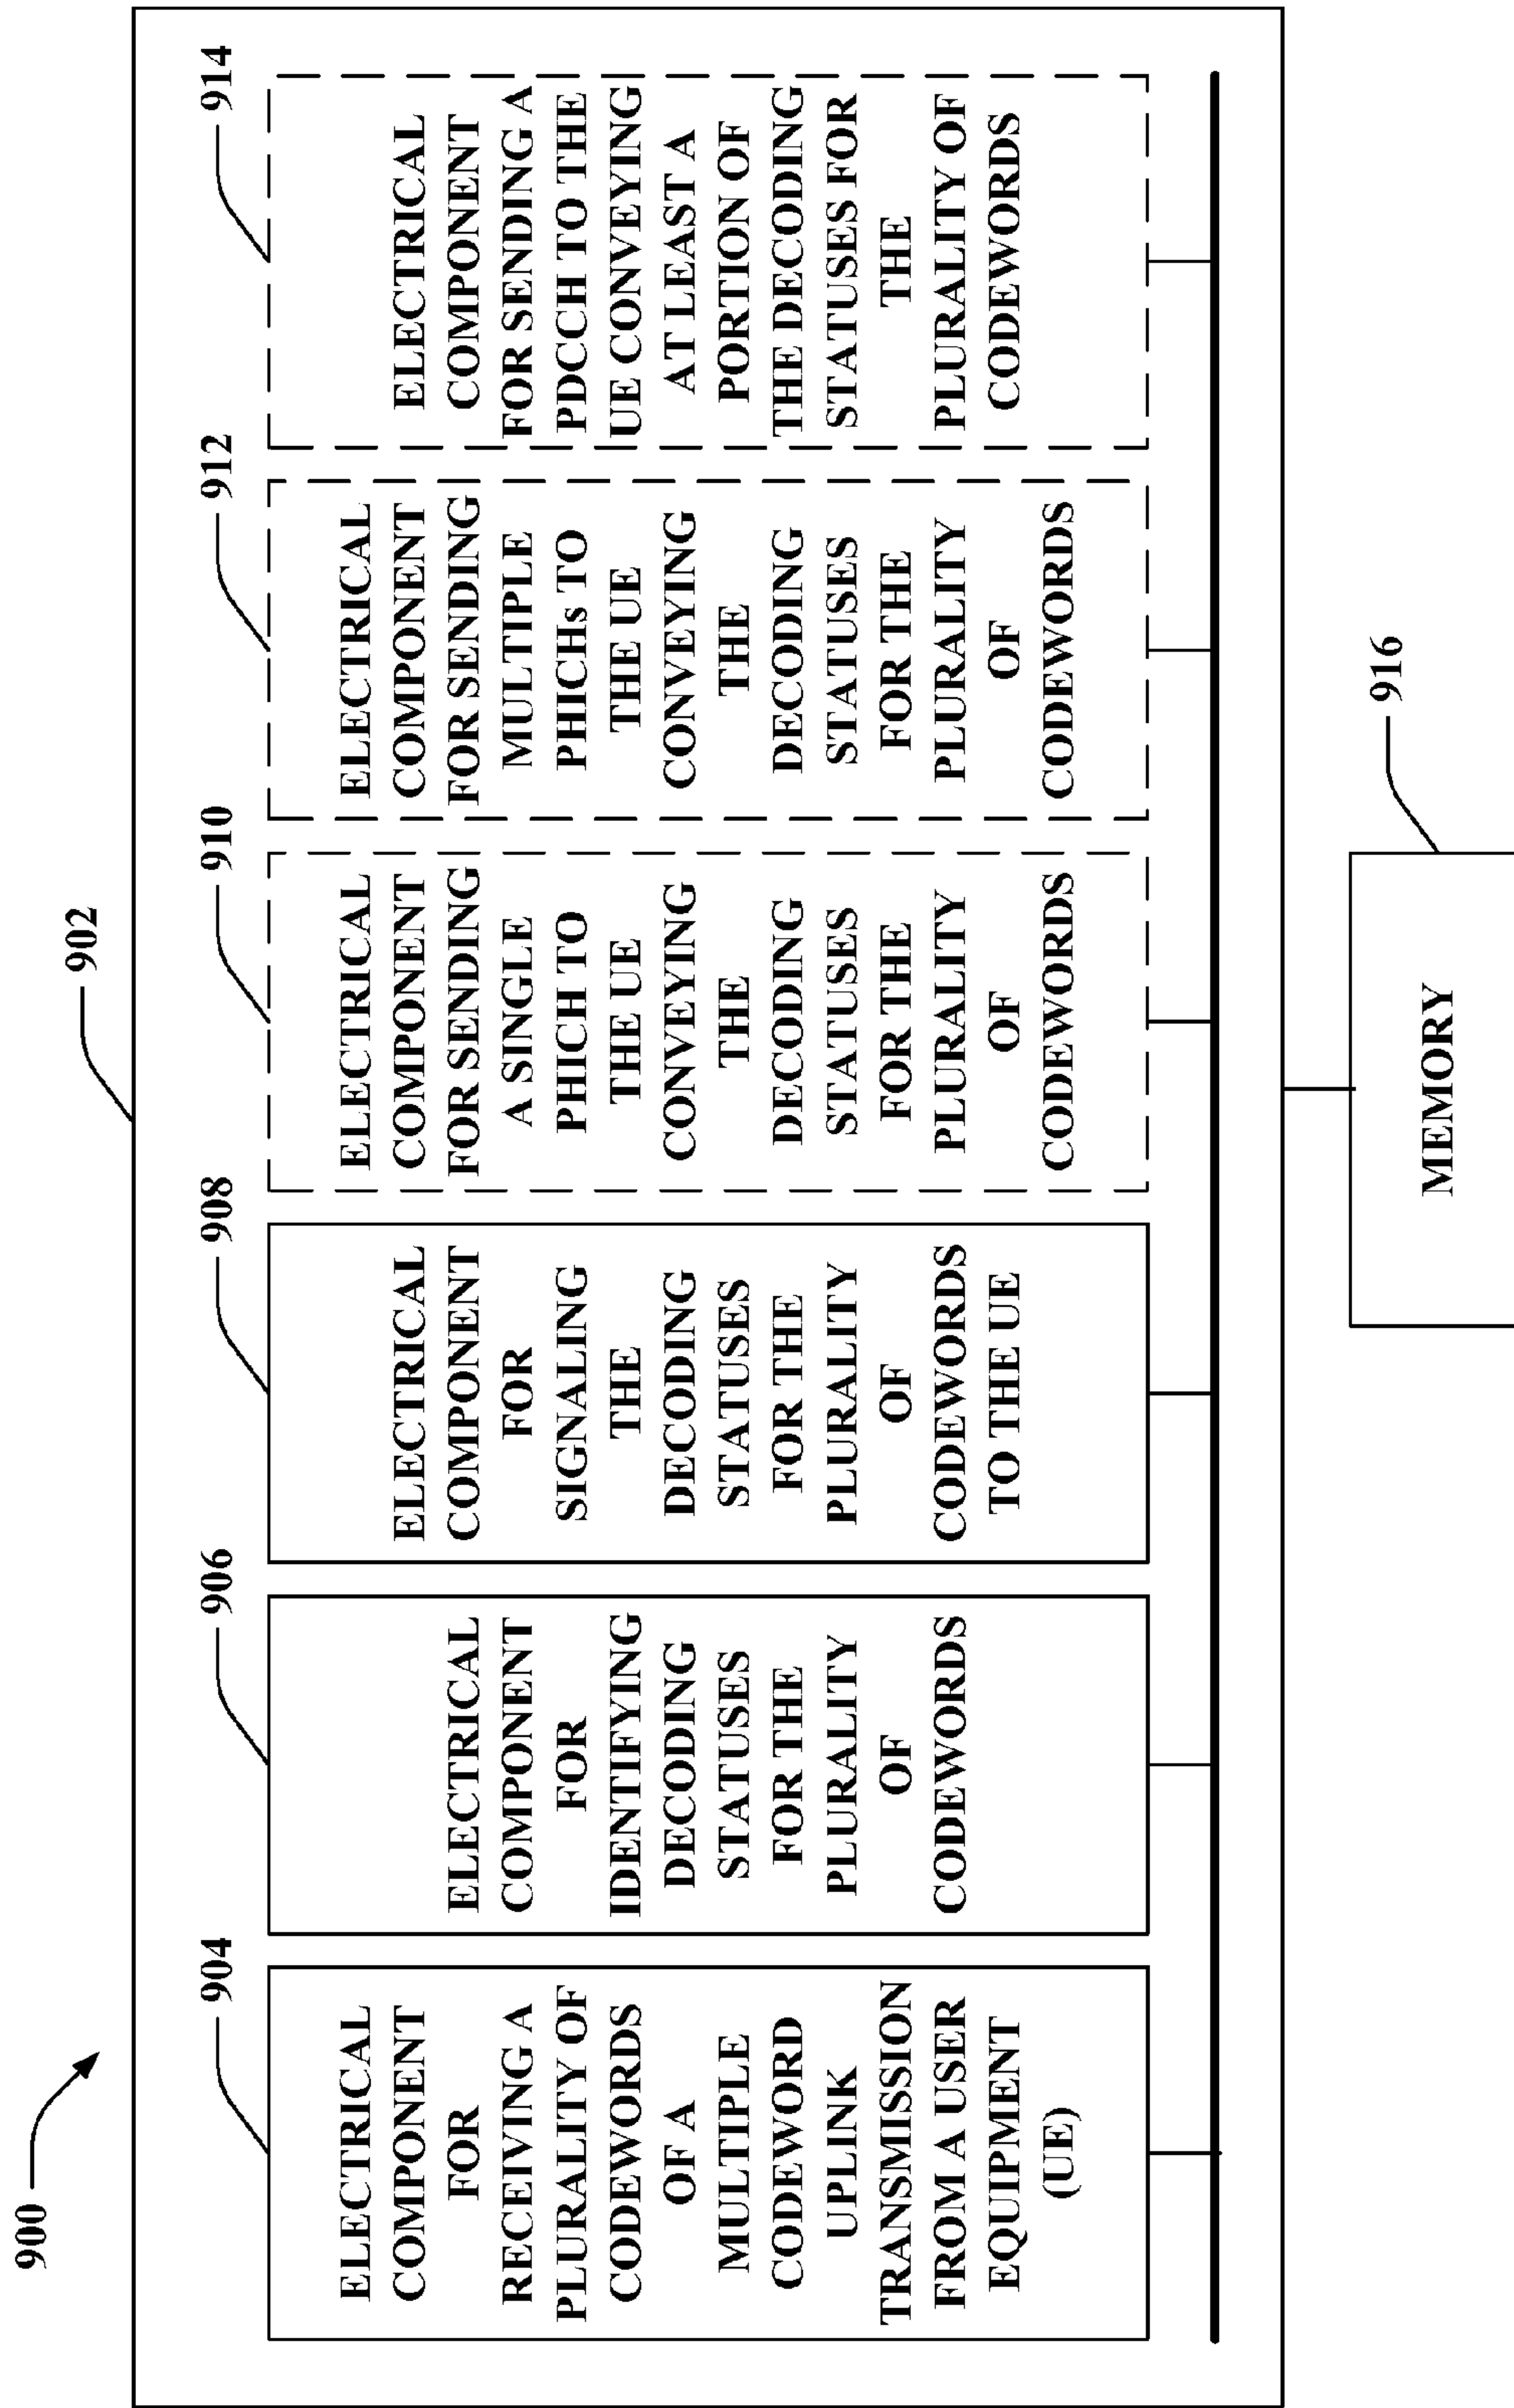 900
902
904
ELECTRICAL
COMPONENT
FOR
RECEIVING A
PLURALITY OF
CODEWORDS
OF A
MULTIPLE
CODEWORD
UPLINK
TRANSMISSION
FROM A USER
EQUIPMENT
(UE)
906
ELECTRICAL
COMPONENT
FOR
IDENTIFYING
DECODING
STATUSES
FOR THE
PLURALITY
OF
CODEWORDS
908
ELECTRICAL
COMPONENT
FOR
SIGNALING
THE
DECODING
STATUSES
FOR THE
PLURALITY
OF
CODEWORDS
TO THE UE
910
ELECTRICAL
COMPONENT
FOR SENDING
A SINGLE
PHICH TO
THE UE
CONVEYING
THE
DECODING
STATUSES
FOR THE
PLURALITY
OF
CODEWORDS
912
ELECTRICAL
COMPONENT
FOR SENDING
MULTIPLE
PHICHs TO
THE UE
CONVEYING
THE
DECODING
STATUSES
FOR THE
PLURALITY
OF
CODEWORDS
914
ELECTRICAL
COMPONENT
FOR SENDING A
PDCCH TO THE
UE CONVEYING
AT LEAST A
PORTION OF
THE DECODING
STATUSES FOR
THE
PLURALITY OF
CODEWORDS
916
MEMORY